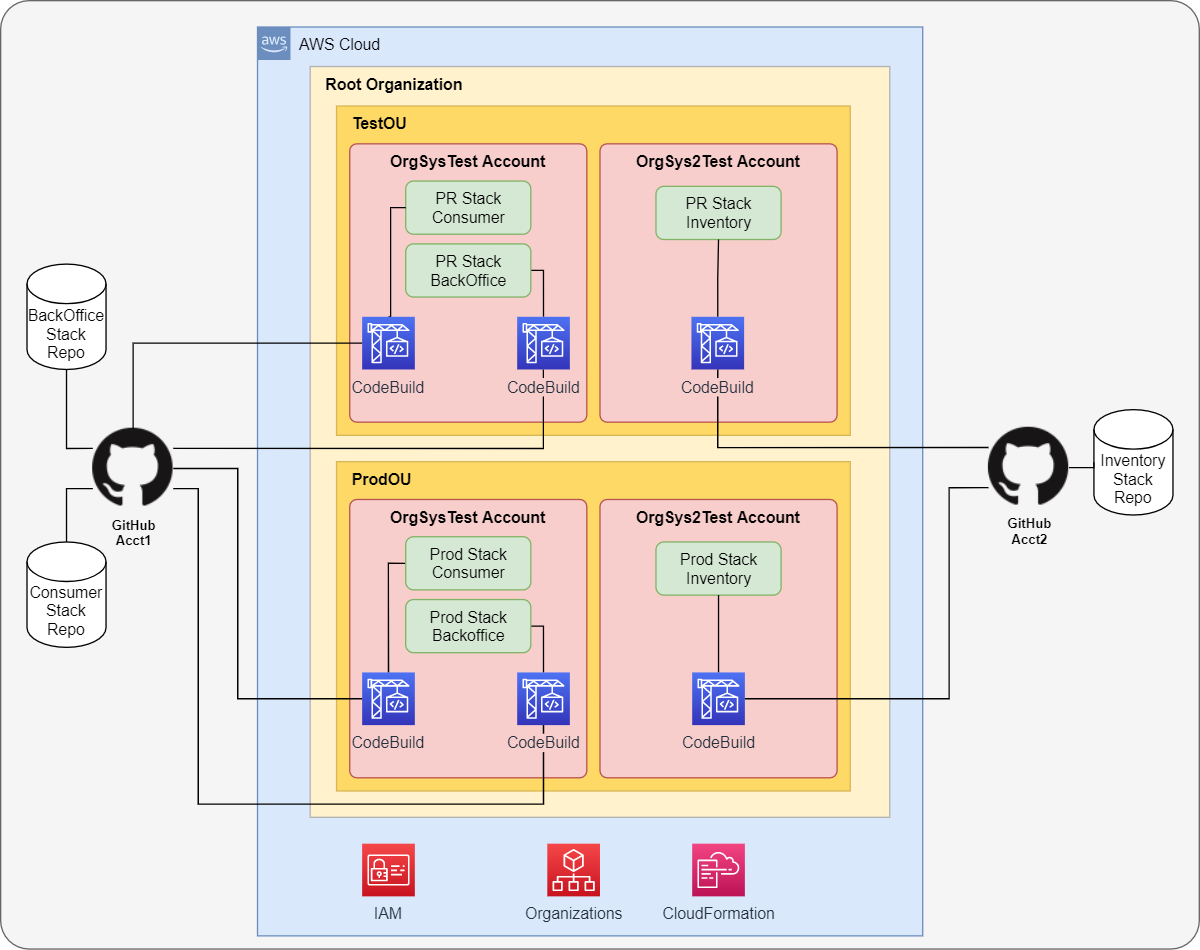 aws
AWS Cloud
Root Organization
TestOU
OrgSysTest Account
PR Stack
Consumer
PR Stack
BackOffice
CodeBuild
CodeBuild
OrgSys2Test Account
PR Stack
Inventory
CodeBuild
ProdOU
OrgSysTest Account
Prod Stack
Consumer
Prod Stack
Backoffice
CodeBuild
CodeBuild
OrgSys2Test Account
Prod Stack
Inventory
CodeBuild
BackOffice
Stack
Repo
GitHub
Acct1
Consumer
Stack
Repo
GitHub
Acct2
Inventory
Stack
Repo
IAM
Organizations
CloudFormation